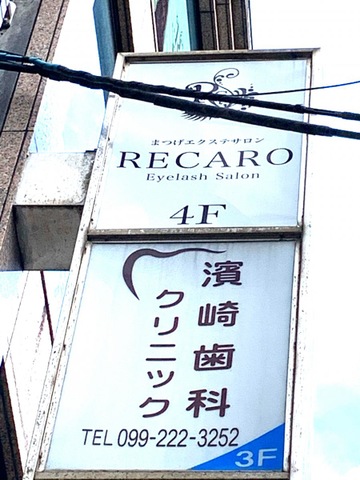 まつげエクステサロン
RECARO
Eyelash Salon
4F
濱崎歯科
クリニック
TEL 099-222-3252
3F